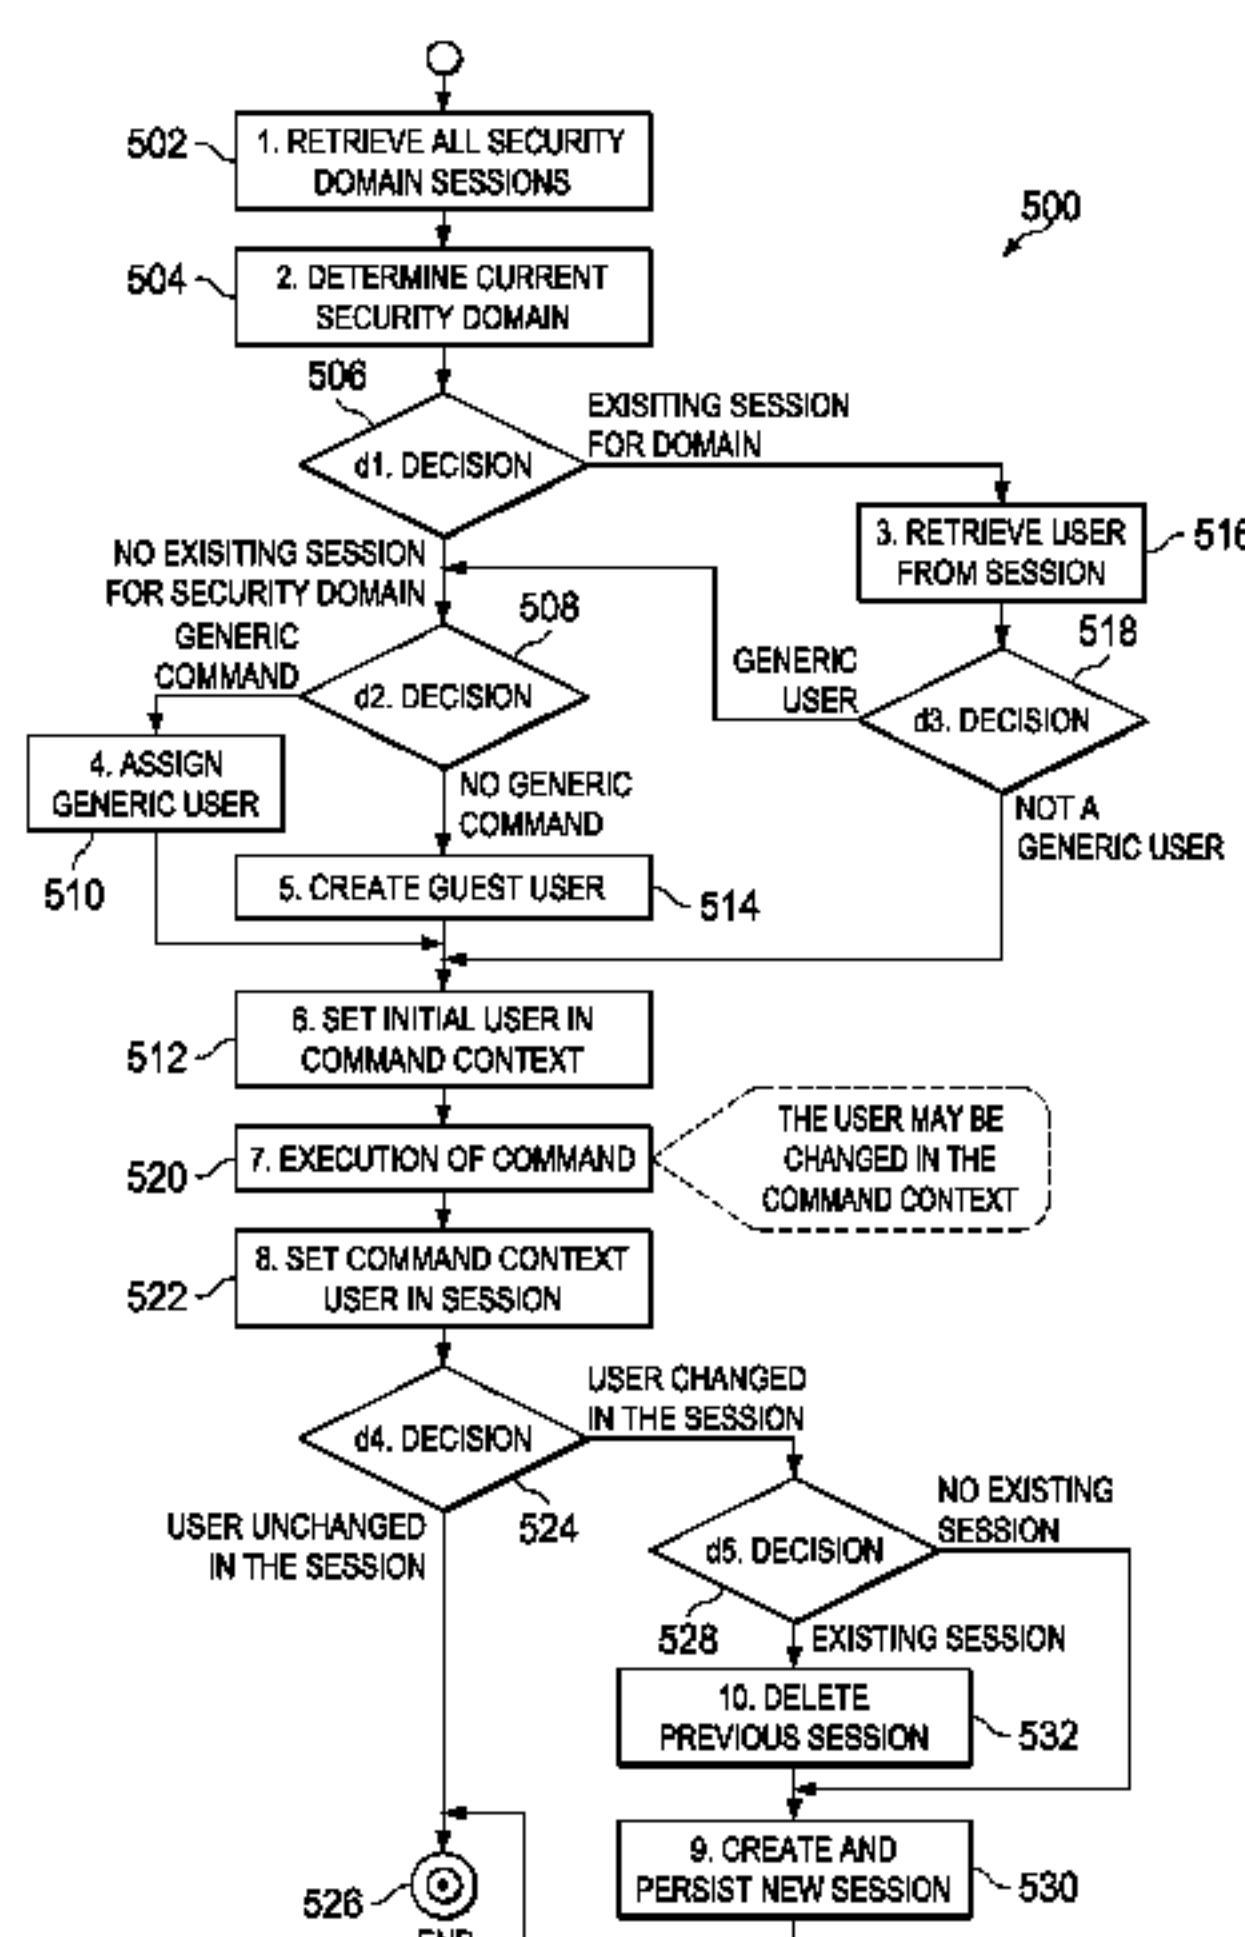 502
1. RETRIEVE ALL SECURITY
DOMAIN SESSIONS
500
504
2. DETERMINE CURRENT
SECURITY DOMAIN
506
EXISITING SESSION
FOR DOMAIN
d1. DECISION
3. RETRIEVE USER
FROM SESSION
516
NO EXISITING SESSION
FOR SECURITY DOMAIN
508
518
GENERIC
COMMAND
GENERIC
USER
d2. DECISION
d3. DECISION
4. ASSIGN
GENERIC USER
510
NO GENERIC
COMMAND
NOT A
GENERIC USER
5. CREATE GUEST USER
514
6. SET INITIAL USER IN
COMMAND CONTEXT
512
THE USER MAY BE
CHANGED IN THE
COMMAND CONTEXT
7. EXECUTION OF COMMAND
520
8. SET COMMAND CONTEXT
USER IN SESSION
522
USER CHANGED
IN THE SESSION
d4. DECISION
524
NO EXISTING
SESSION
USER UNCHANGED
IN THE SESSION
d5. DECISION
528
EXISTING SESSION
10. DELETE
PREVIOUS SESSION
532
9. CREATE AND
PERSIST NEW SESSION
530
526
END